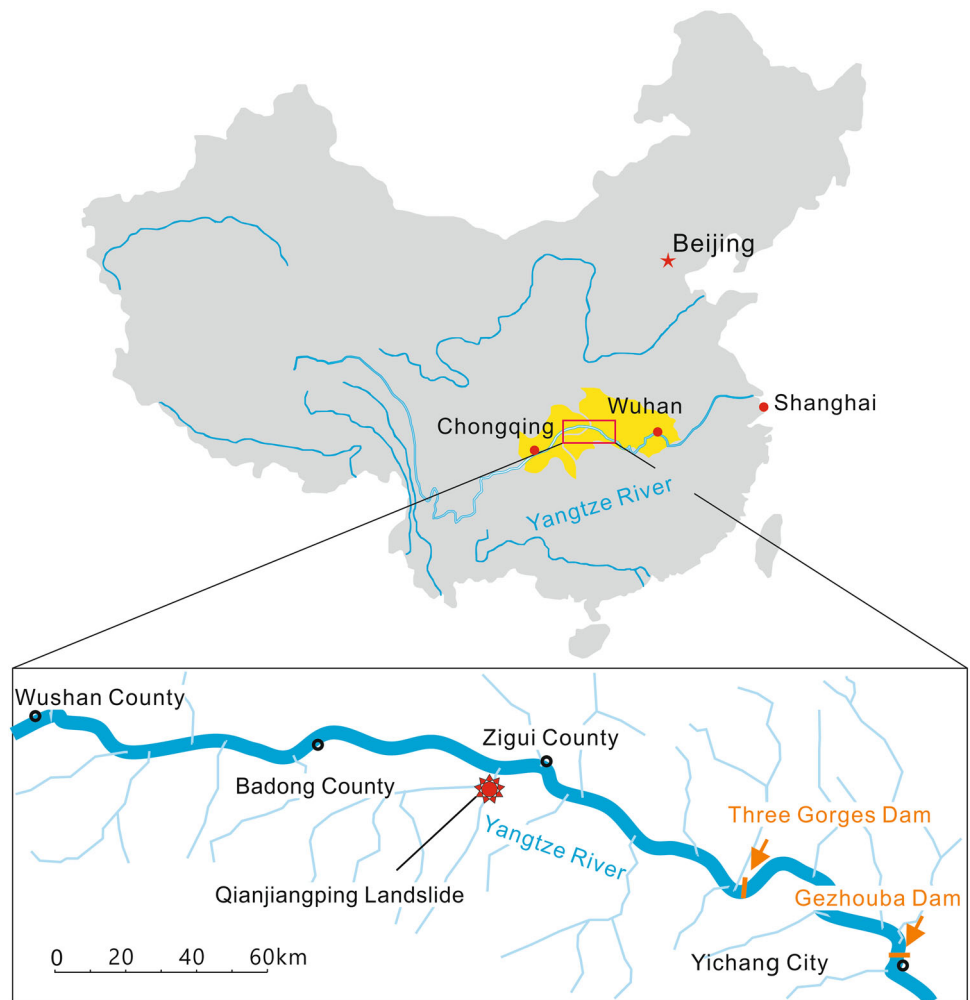 Beijing
Shanghai
Wuhan
Chongqing
Yangtze River
Wushan County
Zigui County
Badong County
Three Gorges Dam
Yangtze River
Qianjiangping Landslide
Gezhouba Dam
Yichang City
0 20 40 60km